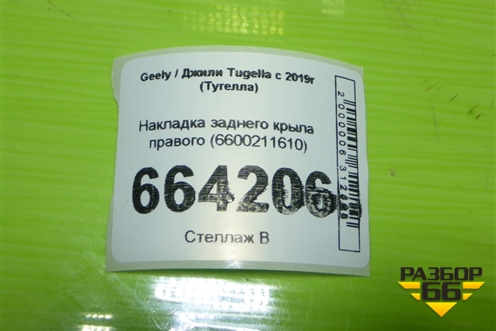 Geely / Джили Tugella с 2019г
(Тугелла)
Накладка заднего крыла
правого (6600211610)
664206
Стеллаж В
РАЗБОР
66